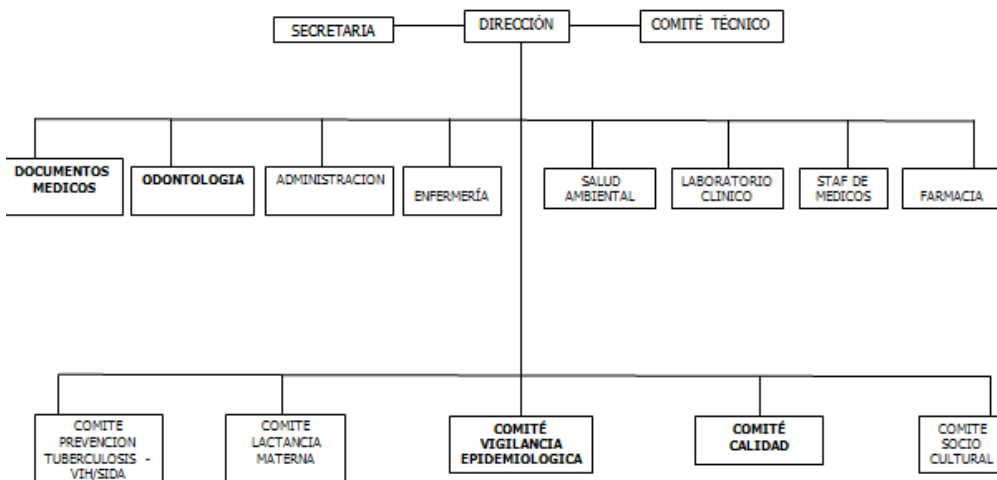 SECRETARIA
DIRECCIÓN
COMITÉ TÉCNICO
DOCUMENTOS
MEDICOS
ODONTOLOGIA
ADMINISTRACION
ENFERMERÍA
SALUD
AMBIENTAL
LABORATORIO
CLINICO
STAF DE
MEDICOS
FARMACIA
COMITE
PREVENCION
TUBERCULOSIS -
VIH/SIDA
COMITE
LACTANCIA
MATERNA
COMITÉ
VIGILANCIA
EPIDEMIOLOGICA
COMITÉ
CALIDAD
COMITE
SOCIO
CULTURAL